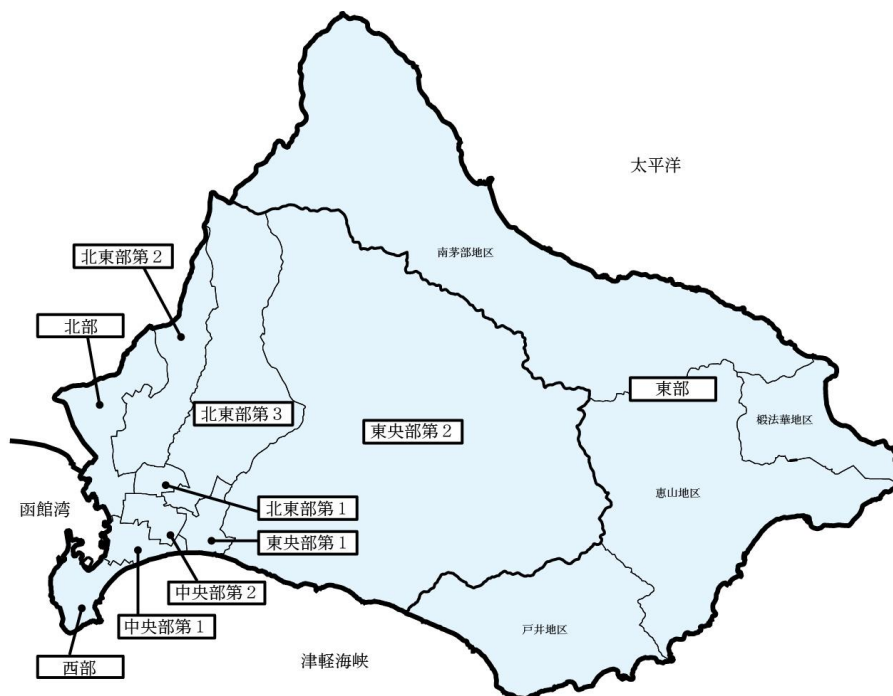 太平洋
南茅部地区
北東部第2
北部
東部
北東部第3
東央部第2
椴法華地区
恵山地区
函館湾
北東部第1
東央部第1
中央部第2
中央部第1
戸井地区
西部
津軽海峡